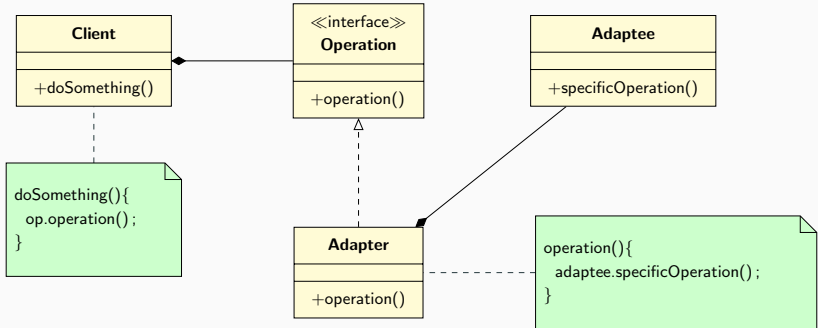 Client
+doSomething()
≪interface≫
Operation
+operation()
Adaptee
+specificOperation()
doSomething(){
op.operation() ;
}
Adapter
+operation()
operation(){
adaptee.specificOperation() ;
}